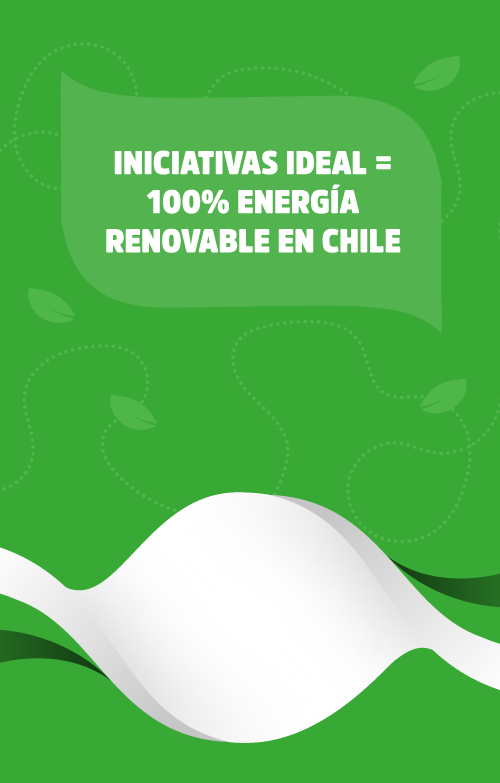 INICIATIVAS IDEAL =
100% ENERGÍA
RENOVABLE EN CHILE